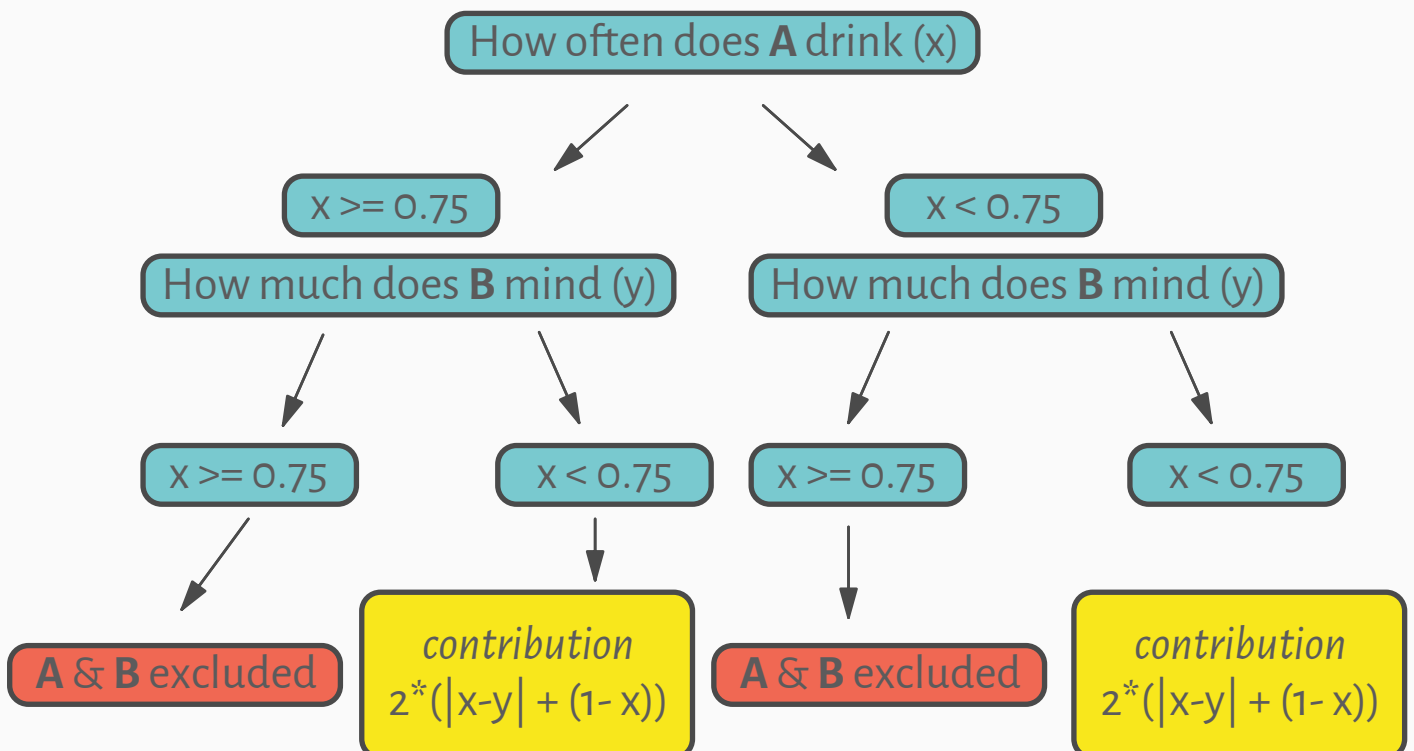 How often does A drink (x)
x >= 0.75
x < 0.75
How much does B mind (y)
How much does B mind (y)
x >= 0.75
x < 0.75
x >= 0.75
x < 0.75
A & B excluded
contribution
2*(|x-y| + (1- x))
A & B excluded
contribution
2*(|x-y| + (1- x))